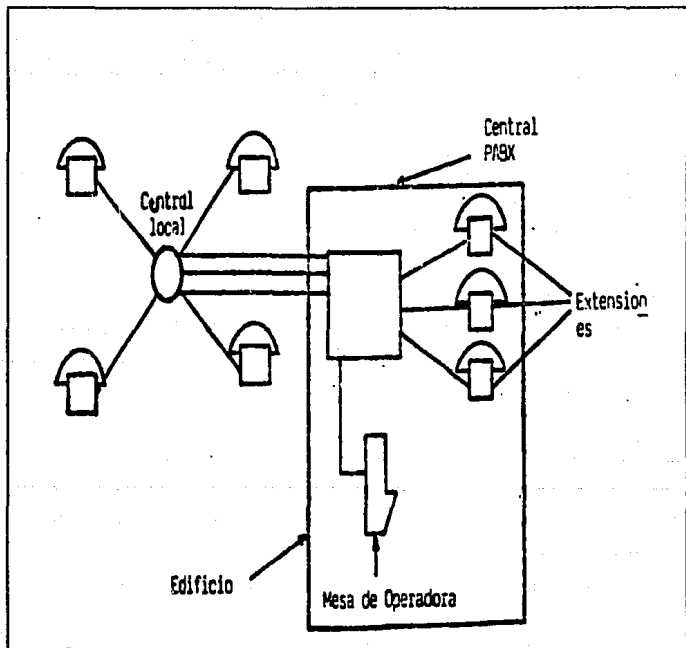 Central
PABX
Central
local
Extension
es
Edificio
Mesa de Operadora